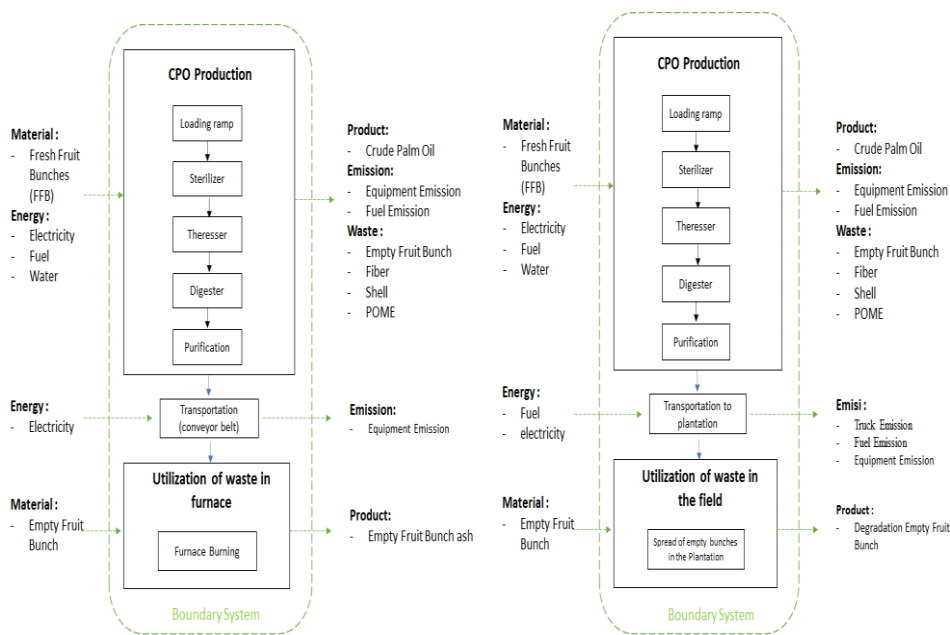 CPO Production
Loading ramp
Sterilizer
Theresser
Digester
Purification
Material :
- Fresh Fruit
Bunches
(FFB)
Energy :
- Electricity
- Fuel
- Water
Product:
- Crude Palm Oil
Emission:
- Equipment Emission
- Fuel Emission
Waste :
- Empty Fruit Bunch
- Fiber
- Shell
- POME
Energy :
- Electricity
Transportation
(conveyor belt)
Emission:
- Equipment Emission
Material :
- Empty Fruit
Bunch
Utilization of waste in
furnace
Furnace Burning
Product:
- Empty Fruit Bunch ash
Boundary System
CPO Production
Loading ramp
Sterilizer
Theresser
Digester
Purification
Material :
- Fresh Fruit
Bunches
(FFB)
Energy :
- Electricity
- Fuel
- Water
Product:
- Crude Palm Oil
Emission:
- Equipment Emission
- Fuel Emission
Waste :
- Empty Fruit Bunch
- Fiber
- Shell
- POME
Energy :
- Fuel
- electricity
Transportation to
plantation
Emisi :
- Truck Emission
- Fuel Emission
- Equipment Emission
Material :
- Empty Fruit
Bunch
Utilization of waste in
the field
Spread of empty bunches
in the Plantation
Product :
- Degradation Empty Fruit
Bunch
Boundary System